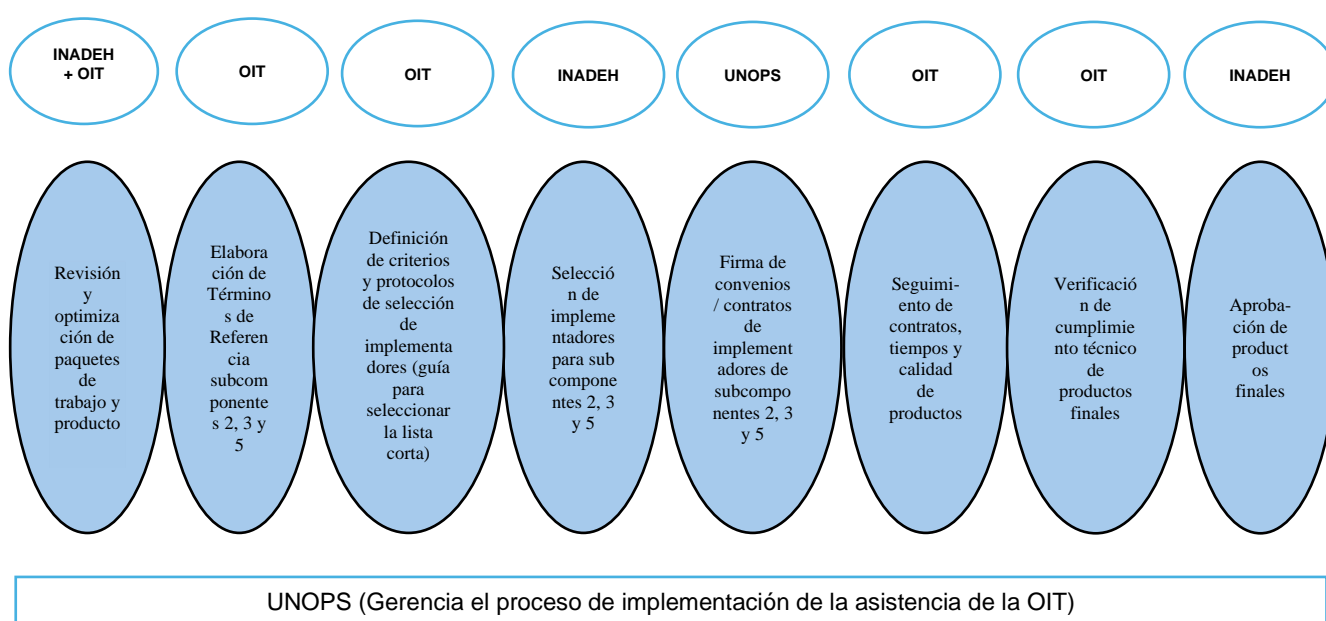 INADEH
+ OIT
OIT
OIT
INADEH
UNOPS
OIT
OIT
INADEH
Revisión
y
optimiza
ción de
paquetes
de
trabajo y
producto
Elabora
ción de
Término
s de
Referen
cia
subcom
ponente
s 2, 3 y
5
Definición
de criterios
y protocolos
de selección
de
implementa
dores (guía
para
seleccionar
la lista
corta)
Selecció
n de
impleme
ntadores
para sub
compone
ntes 2, 3
y 5
Firma de
convenios
/ contratos
de
implement
adores de
subcompo
nentes 2, 3
y 5
Seguimi-
ento de
contratos,
tiempos y
calidad
de
productos
Verificació
n de
cumplimie
nto técnico
de
productos
finales
Aproba-
ción de
product
os
finales
UNOPS (Gerencia el proceso de implementación de la asistencia de la OIT)